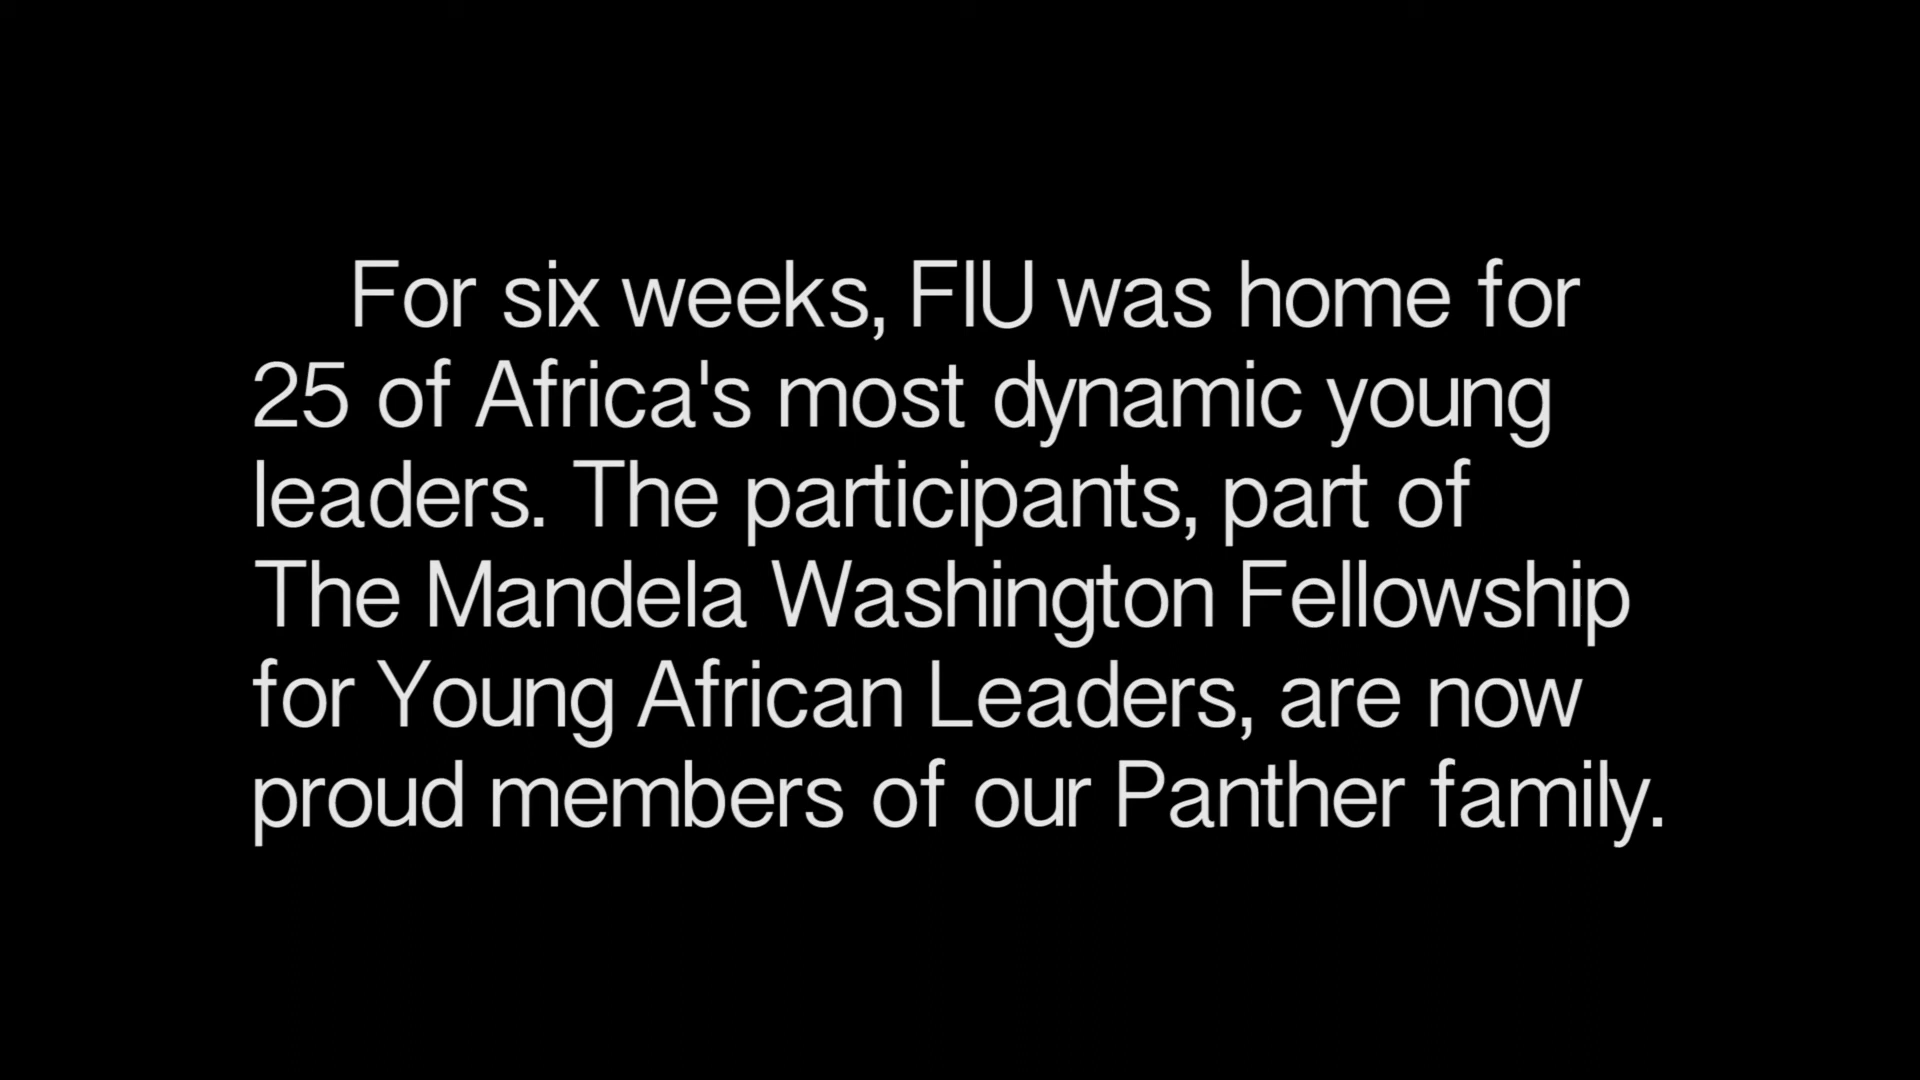 For six weeks, FIU was home for
25 of Africa's most dynamic young
leaders. The participants, part of
The Mandela Washington Fellowship
for Young African Leaders, are now
proud members of our Panther family.